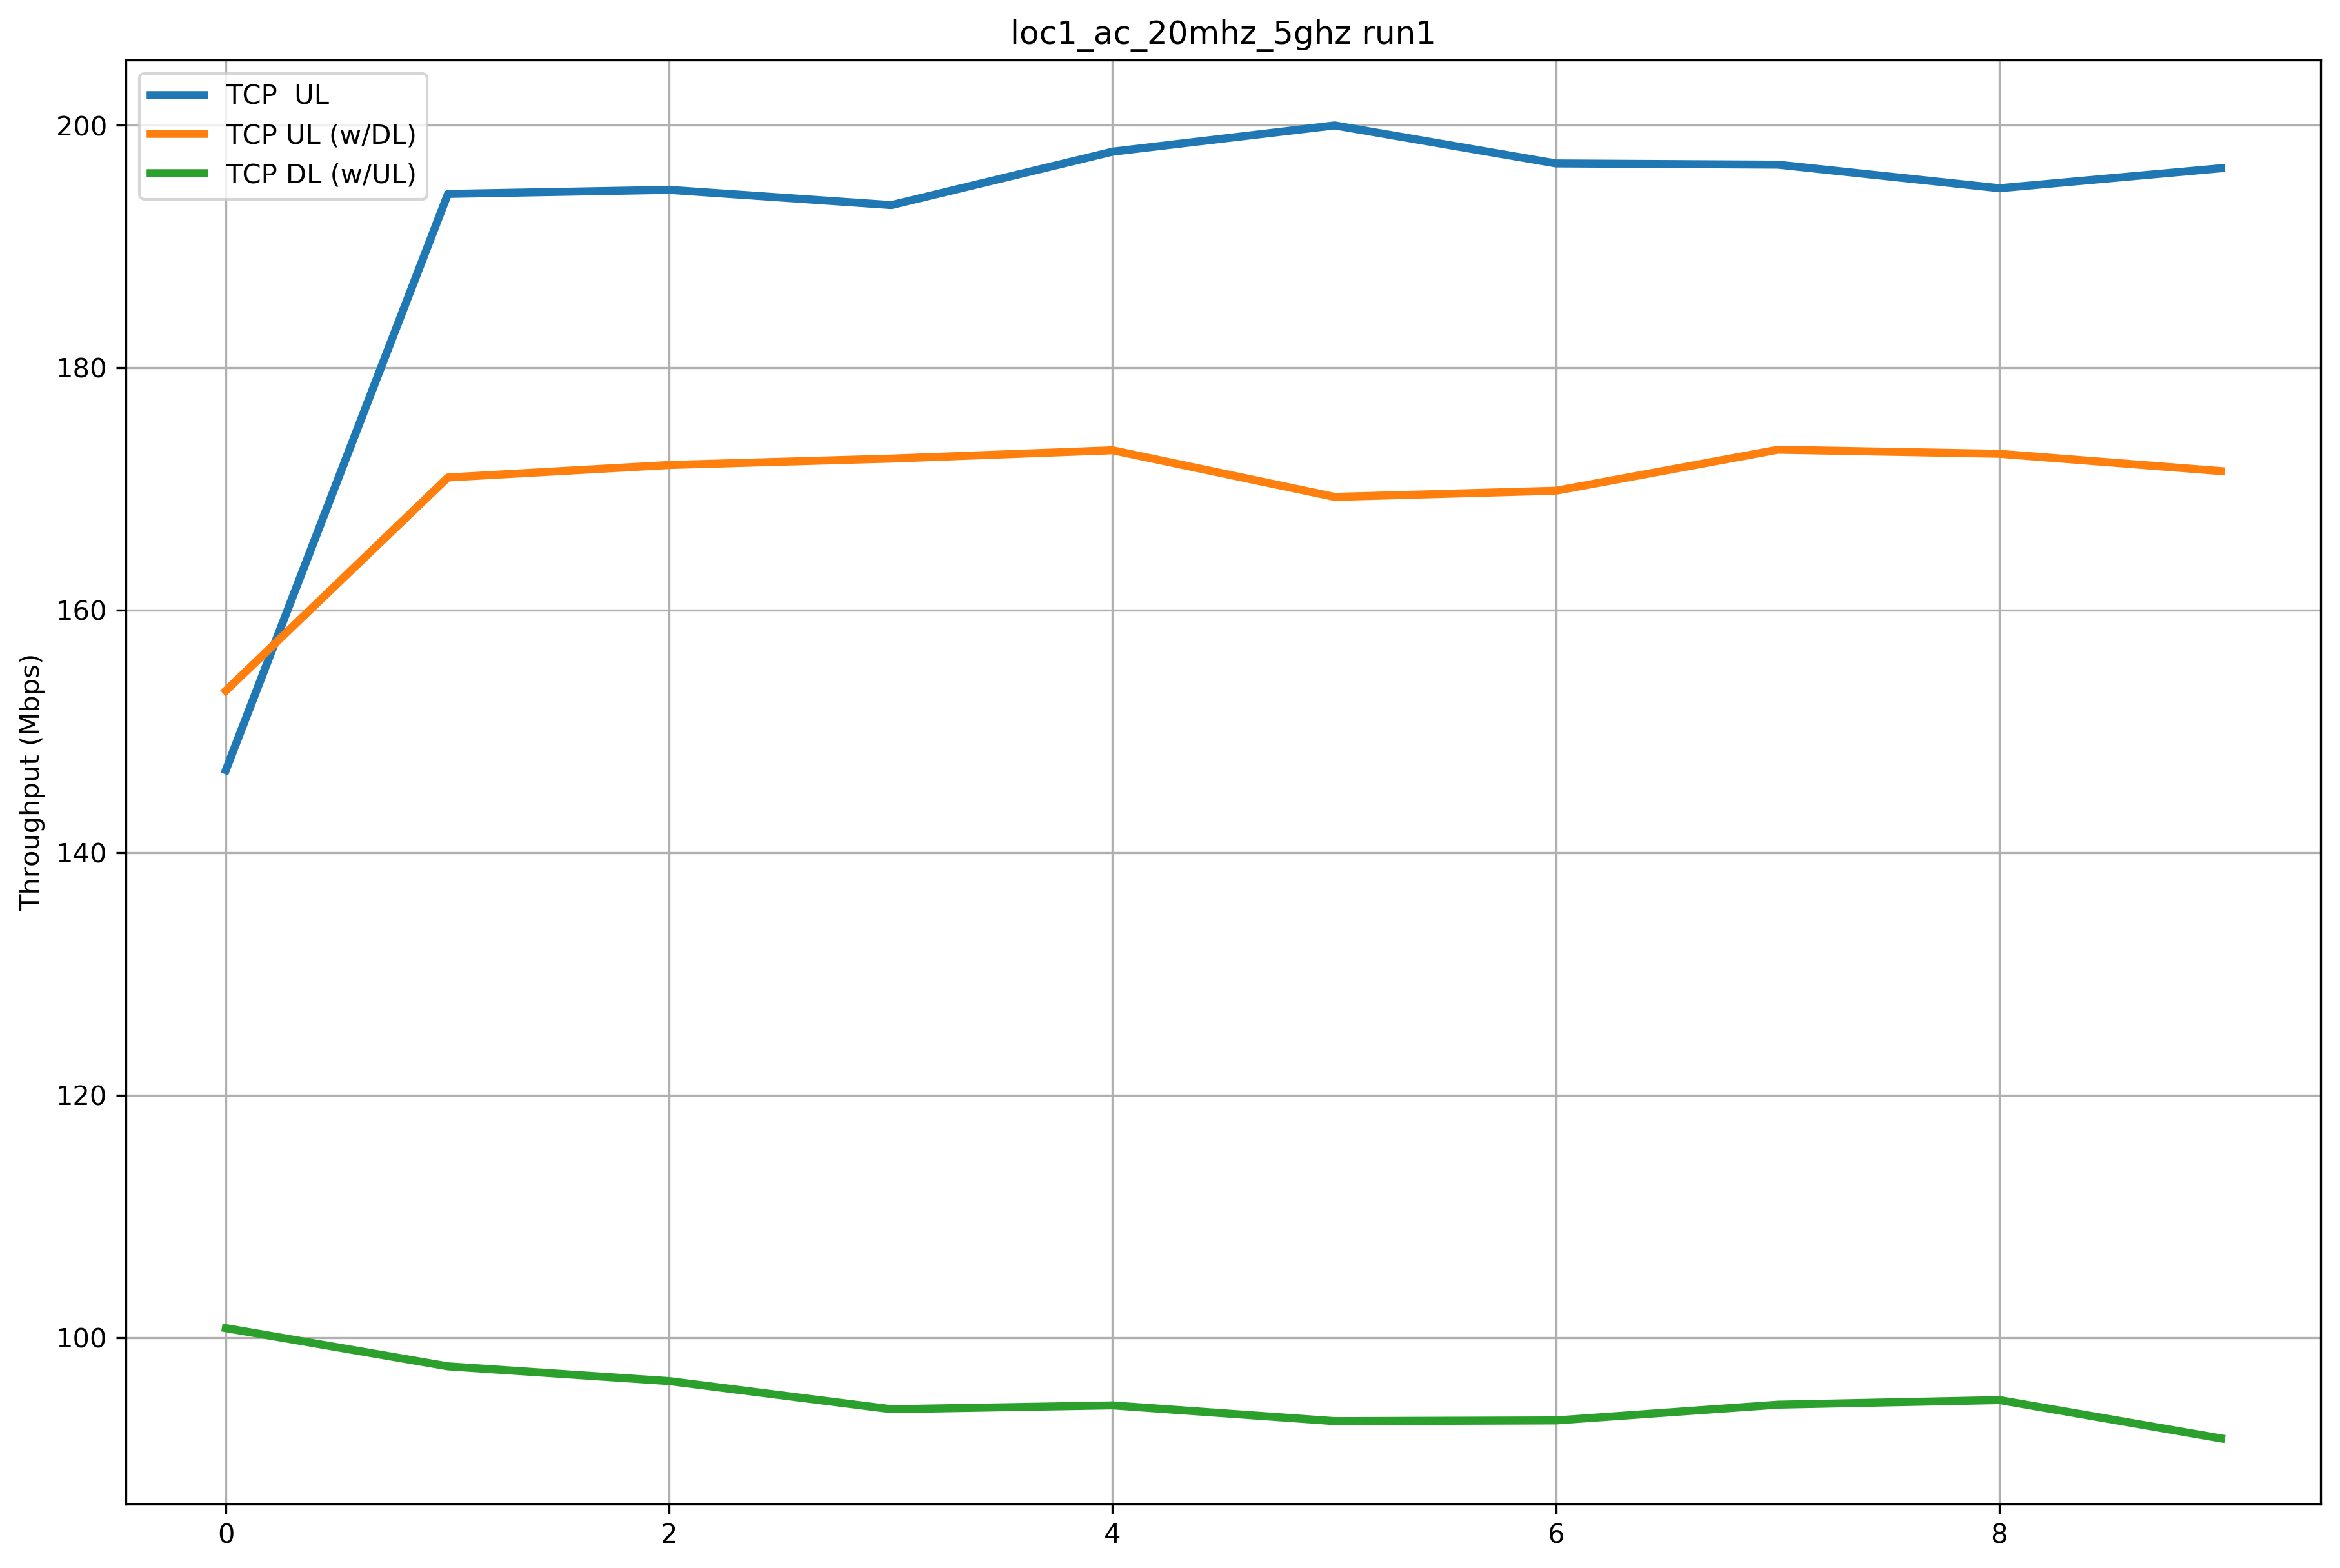 loc1_ac_20mhz_5ghz run1
TCP  UL
TCP UL (w/DL)
TCP DL (w/UL)
Throughput (Mbps)
200
180
160
140
120
100
0 2 4 6 8